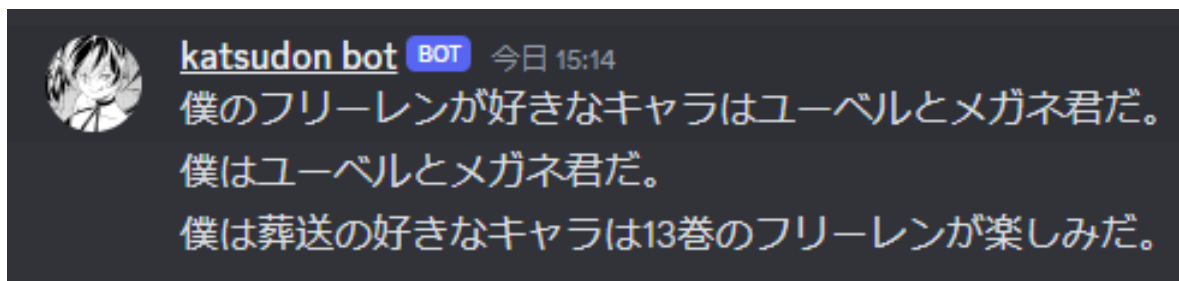 katsudon bot BOT 今日 15:14
僕のフリーレンが好きなキャラはユーベルとメガネ君だ。
僕はユーベルとメガネ君だ。
僕は葬送の好きなキャラは13巻のフリーレンが楽しみだ。